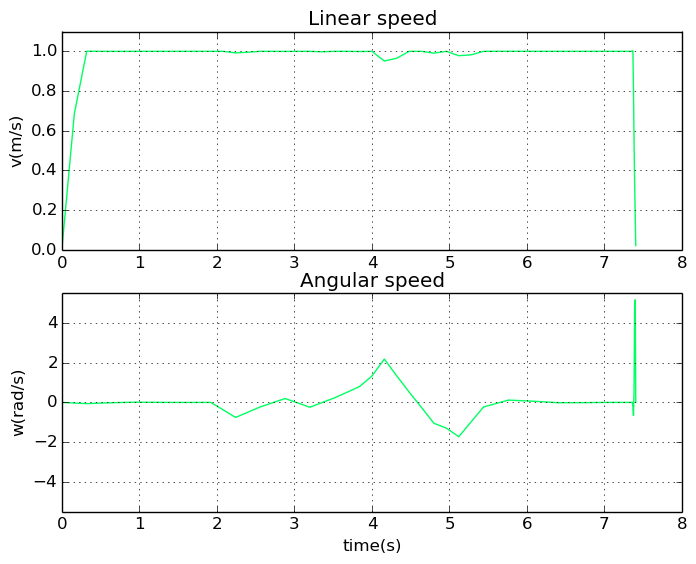 Linear speed
v(m/s)
1.0
0.8
0.6
0.4
0.2
0.0
0 1 2 3 4 5 6 7 8
Angular speed
w(rad/s)
4
2
0
−2
−4
0 1 2 3 4 5 6 7 8
time(s)